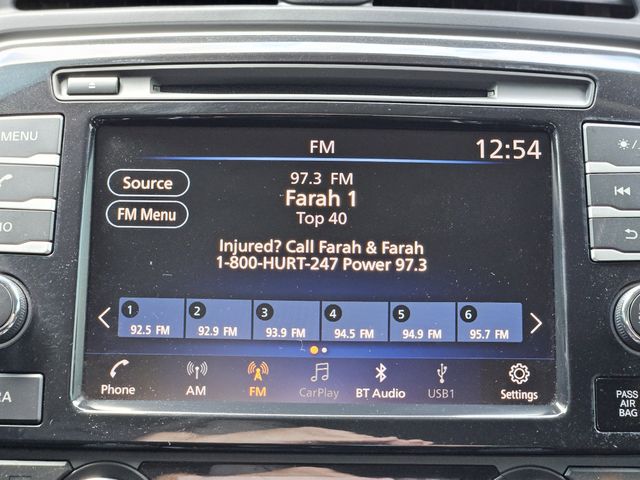 MENU
FM
12:54
Source
97.3 FM
Farah 1
Top 40
FM Menu
Injured? Call Farah & Farah
1-800-HURT-247 Power 97.3
1 2 3 4 5 6
92.5 FM 92.9 FM 93.9 FM 94.5 FM 94.9 FM 95.7 FM
Phone AM FM CarPlay BT Audio USB1 Settings
PASS
AIR
BAG